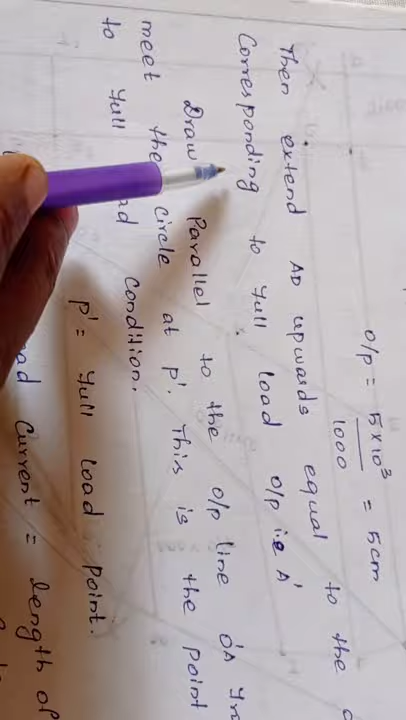 O/P = 5×10³ / 1000 = 5cm
Then extend AD upwards equal to the
Corresponding to full load O/P i.e A'
Draw Parallel to the O/P line O'A
meet the circle at P'. This is the point
to full condition.
P' = full load point.
Current = length of